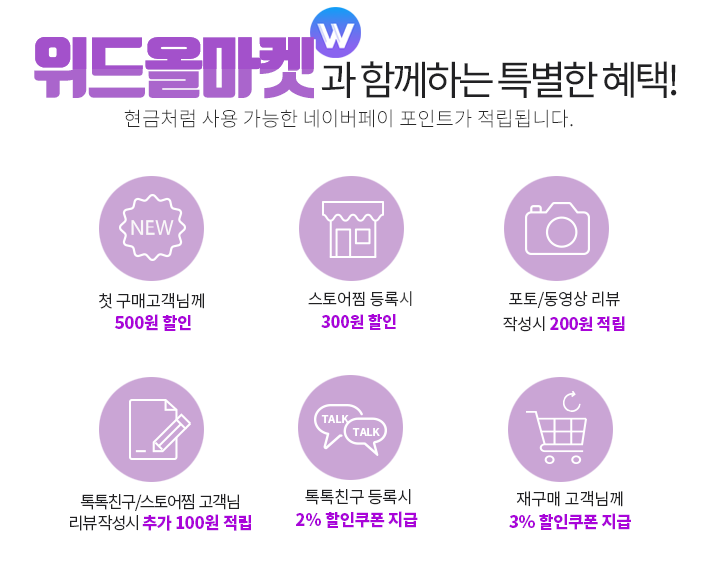 W
위드올마켓과 함께하는 특별한 혜택!
현금처럼 사용 가능한 네이버페이 포인트가 적립됩니다.
NEW
첫 구매고객님께
500원 할인
스토어찜 등록시
300원 할인
포토/동영상 리뷰
작성시 200원 적립
톡톡친구/스토어찜 고객님
리뷰작성시 추가 100원 적립
TALK
TALK
톡톡친구 등록시
2% 할인쿠폰 지급
재구매 고객님께
3% 할인쿠폰 지급